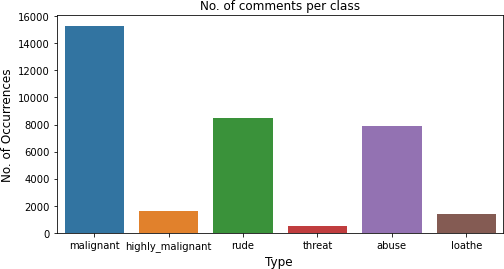 No. of comments per class
No. of Occurrences
16000
14000
12000
10000
8000
6000
4000
2000
0
malignant highly_malignant rude threat abuse loathe
Type